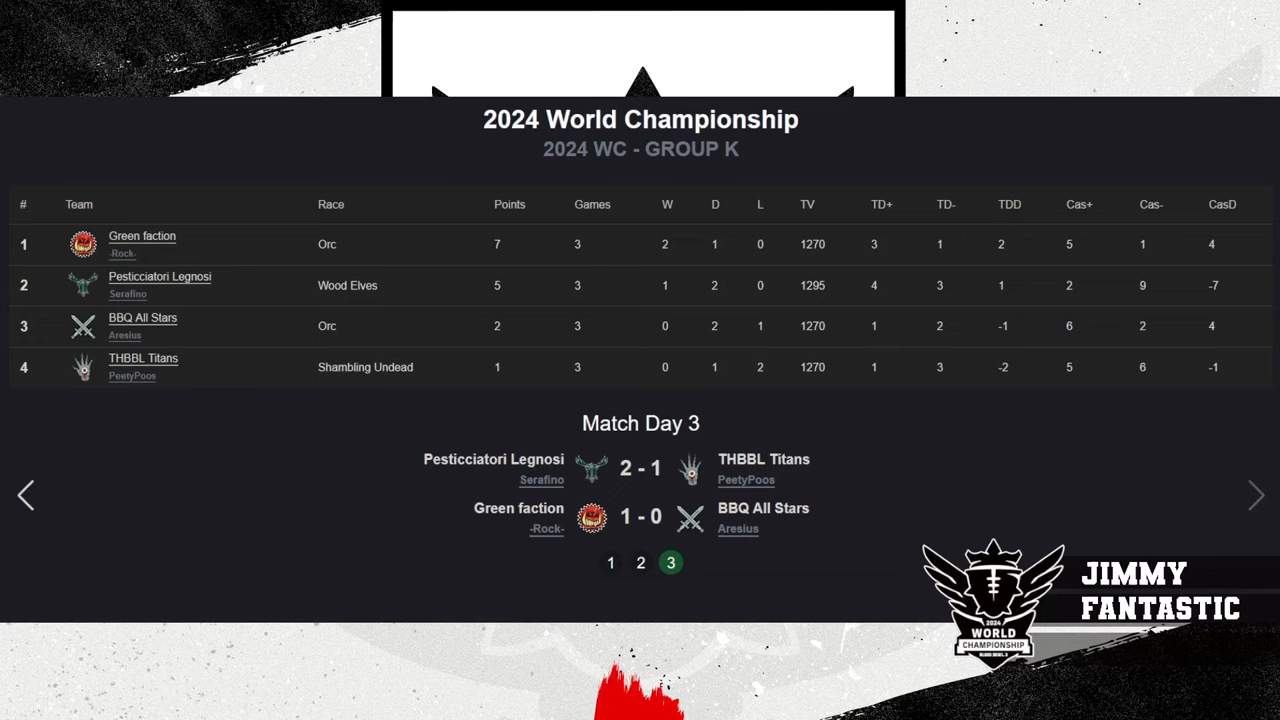 2024 World Championship
2024 WC - GROUP K
# Team Race Points Games W D L TV TD+ TD- TDD Cas+ Cas- CasD
1 Green faction Orc 7 3 2 1 0 1270 3 1 2 5 1 4
-Rock-
2 Pesticciatori Legnosi Wood Elves 5 3 1 2 0 1295 4 3 1 2 9 -7
Serafino
3 BBQ All Stars Orc 2 3 0 2 1 1270 1 2 -1 6 2 4
Aresius
4 THBBL Titans Shambling Undead 1 3 0 1 2 1270 1 3 -2 5 6 -1
PeetyPoos
Match Day 3
Pesticciatori Legnosi 2 - 1 THBBL Titans
Serafino PeetyPoos
Green faction 1 - 0 BBQ All Stars
-Rock- Aresius
1 2 3
JIMMY
FANTASTIC
2024
WORLD
CHAMPIONSHIP
BLOOD BOWL 3